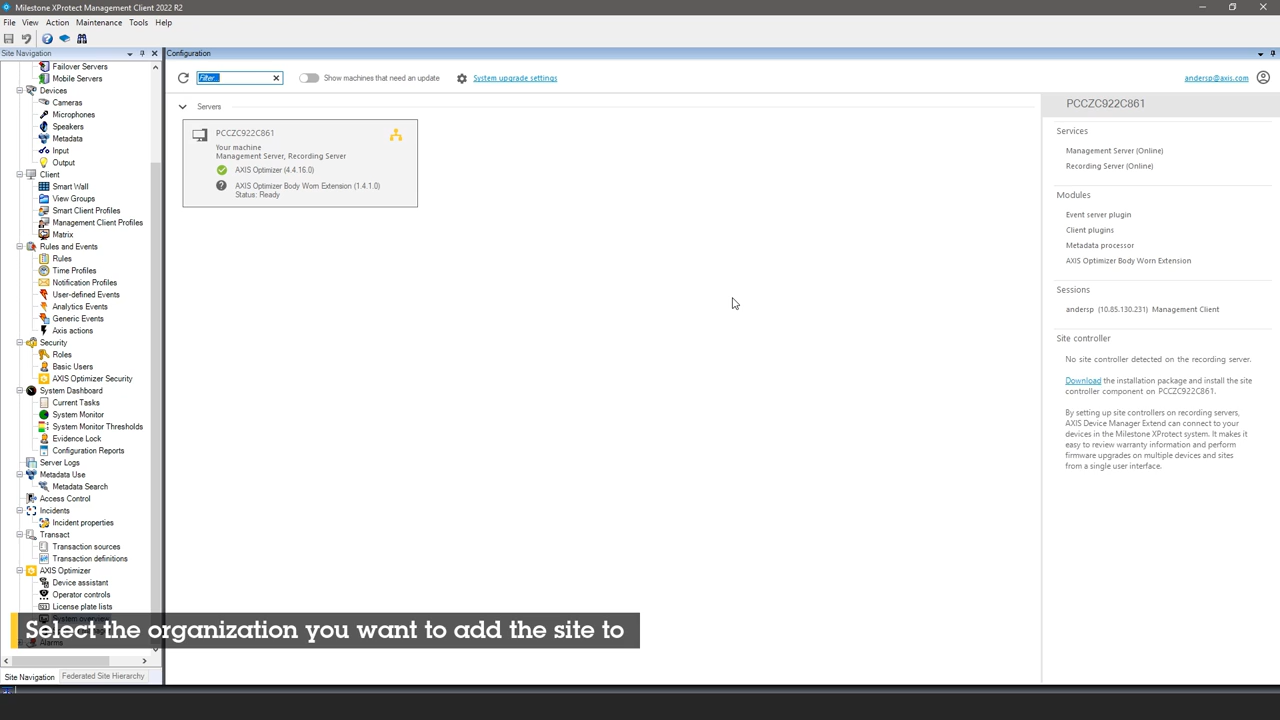 Milestone XProtect Management Client 2022 R2
File View Action Maintenance Tools Help
Site Navigation
Configuration
Failover Servers
Mobile Servers
Devices
Cameras
Microphones
Speakers
Metadata
Input
Output
Client
Smart Wall
View Groups
Smart Client Profiles
Management Client Profiles
Matrix
Rules and Events
Rules
Time Profiles
Notification Profiles
User-defined Events
Analytics Events
Generic Events
Axis actions
Security
Roles
Basic Users
AXIS Optimizer Security
System Dashboard
Current Tasks
System Monitor
System Monitor Thresholds
Evidence Lock
Configuration Reports
Server Logs
Metadata Use
Metadata Search
Access Control
Incidents
Incident properties
Transact
Transaction sources
Transaction definitions
AXIS Optimizer
Device assistant
Operator controls
License plate lists
System overview
Alarms
Site Navigation Federated Site Hierarchy
Filter...
Show machines that need an update
System upgrade settings
andersp@axis.com
Servers
PCCZC922C861
Your machine
Management Server, Recording Server
AXIS Optimizer (4.4.16.0)
AXIS Optimizer Body Worn Extension (1.4.1.0)
Status: Ready
PCCZC922C861
Services
Management Server (Online)
Recording Server (Online)
Modules
Event server plugin
Client plugins
Metadata processor
AXIS Optimizer Body Worn Extension
Sessions
andersp (10.85.130.231) Management Client
Site controller
No site controller detected on the recording server.
Download the installation package and install the site
controller component on PCCZC922C861.
By setting up site controllers on recording servers,
AXIS Device Manager Extend can connect to your
devices in the Milestone XProtect system. It makes it
easy to review warranty information and perform
firmware upgrades on multiple devices and sites
from a single user interface.
Select the organization you want to add the site to